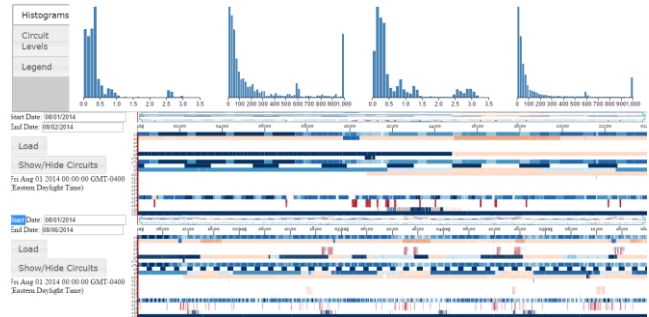 Histograms
Circuit
Levels
Legend
0.0 0.5 1.0 1.5 2.0 2.5 3.0 3.5
0 100 200 300 400 500 600 700 800 9001,000
0.0 0.5 1.0 1.5 2.0 2.5 3.0 3.5
0 100 200 300 400 500 600 700 800 9001,000
Start Date: 08/01/2014
End Date: 08/02/2014
Load
Show/Hide Circuits
Fri Aug 01 2014 00:00:00 GMT-0400
(Eastern Daylight Time)
Start Date: 08/01/2014
End Date: 08/06/2014
Load
Show/Hide Circuits
Fri Aug 01 2014 00:00:00 GMT-0400
(Eastern Daylight Time)